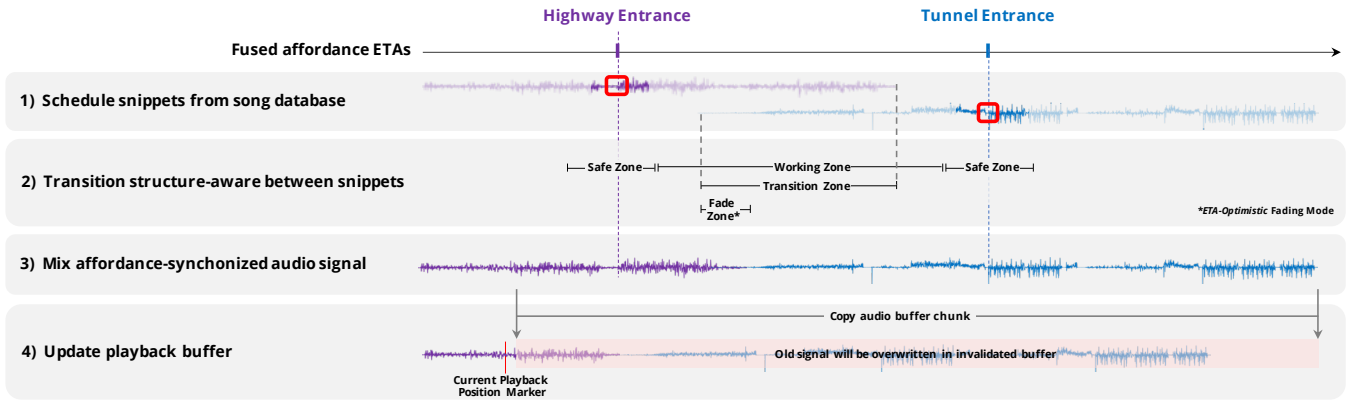 Highway Entrance
Tunnel Entrance
Fused affordance ETAs
1) Schedule snippets from song database
Safe Zone
Working Zone
Safe Zone
2) Transition structure-aware between snippets
Transition Zone
Fade
Zone*
*ETA-Optimistic Fading Mode
3) Mix affordance-synchonized audio signal
Copy audio buffer chunk
4) Update playback buffer
Old signal will be overwritten in invalidated buffer
Current Playback
Position Marker